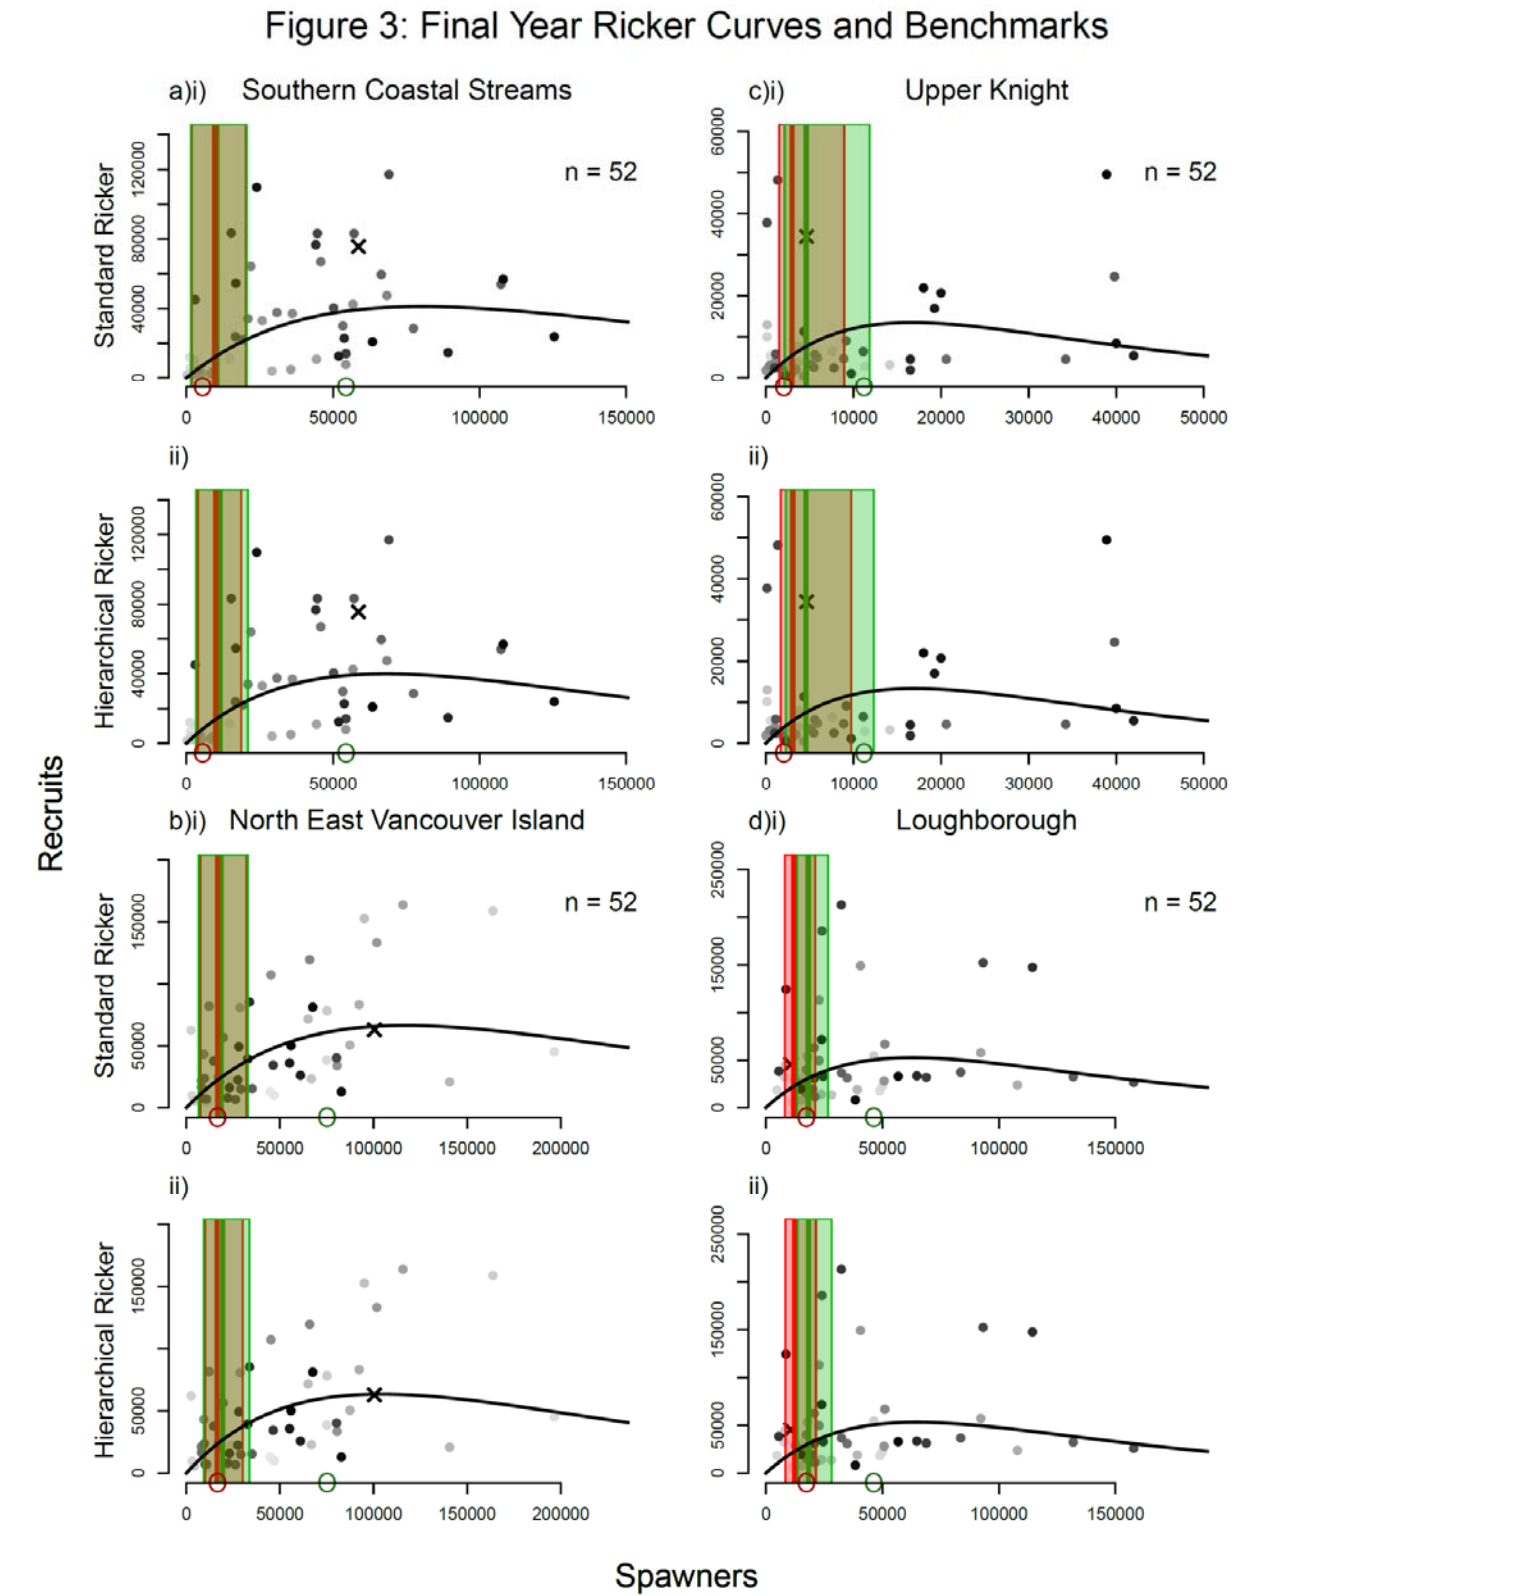 Figure 3: Final Year Ricker Curves and Benchmarks
a)i) Southern Coastal Streams
Standard Ricker
0 40000 80000 120000
n = 52
0 50000 100000 150000
ii)
Hierarchical Ricker
0 40000 80000 120000
0 50000 100000 150000
b)i) North East Vancouver Island
Standard Ricker
0 50000 150000
n = 52
0 50000 100000 150000 200000
ii)
Hierarchical Ricker
0 50000 150000
0 50000 100000 150000 200000
c)i) Upper Knight
0 20000 40000 60000
n = 52
0 10000 20000 30000 40000 50000
ii)
0 20000 40000 60000
0 10000 20000 30000 40000 50000
d)i) Loughborough
0 50000 150000 250000
n = 52
0 50000 100000 150000
ii)
0 50000 150000 250000
0 50000 100000 150000
Recruits
Spawners